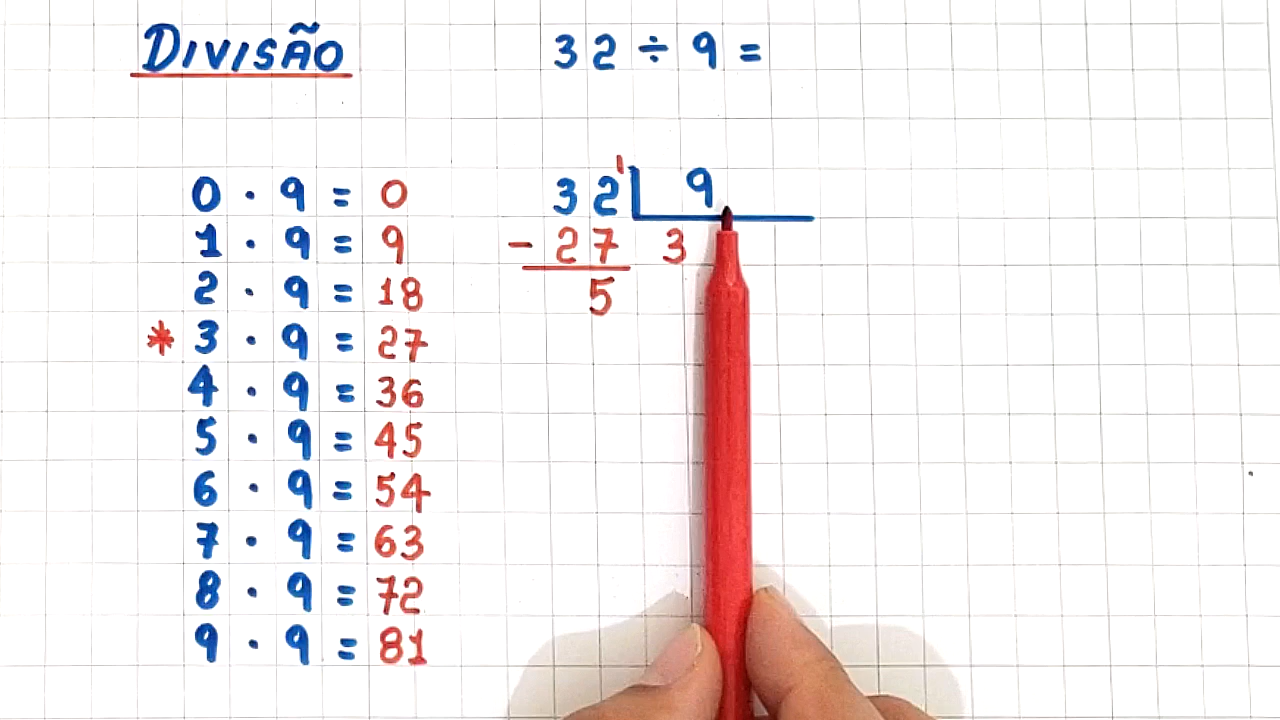 DIVISÃO
32 ÷ 9 =
0 · 9 = 0
1 · 9 = 9
2 · 9 = 18
* 3 · 9 = 27
4 · 9 = 36
5 · 9 = 45
6 · 9 = 54
7 · 9 = 63
8 · 9 = 72
9 · 9 = 81
32' 9
- 27 3
5